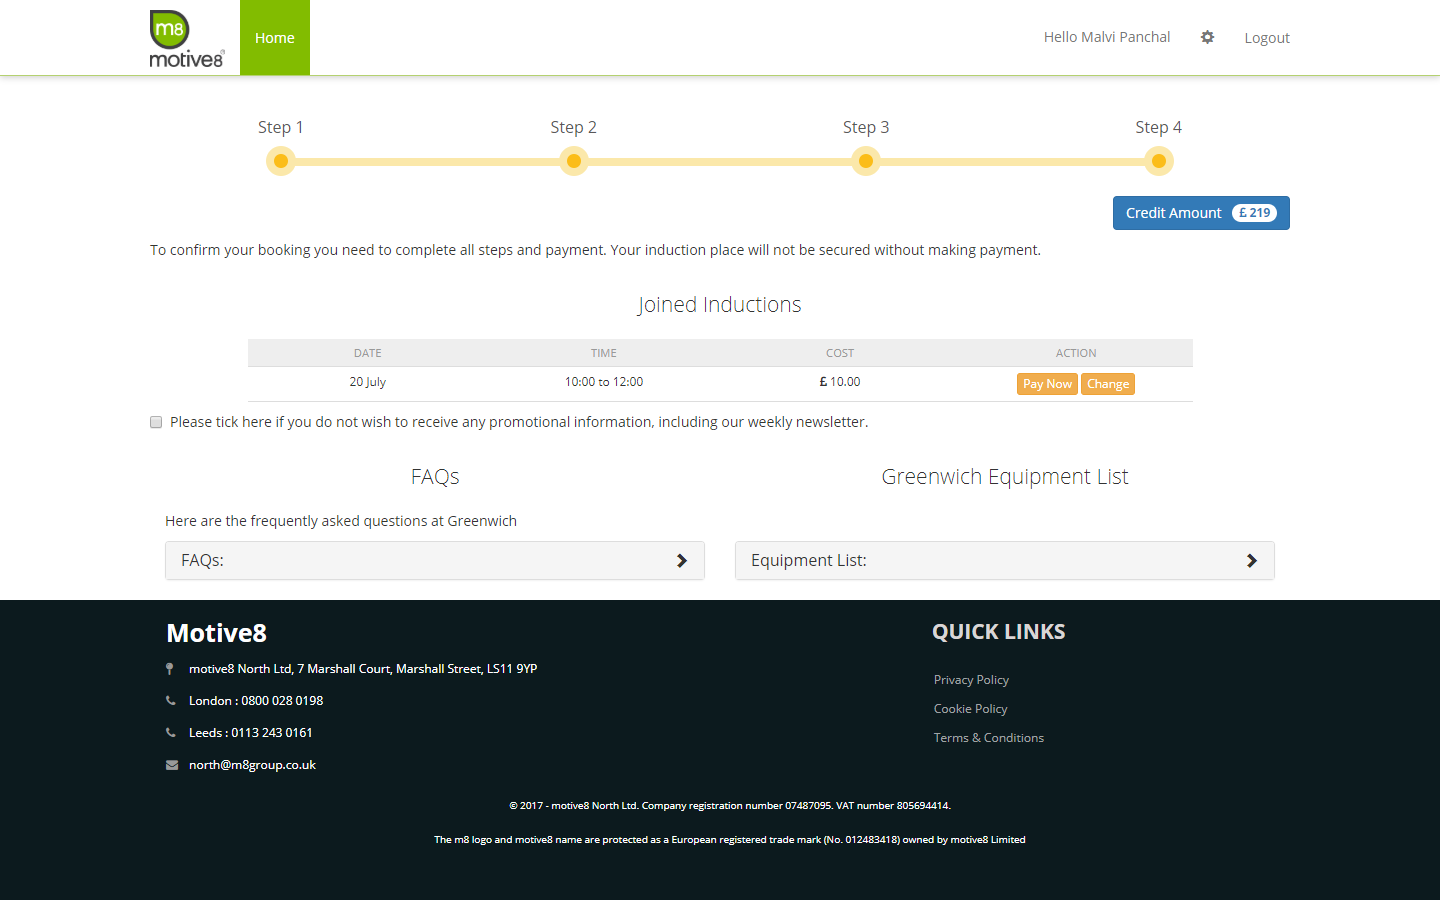 m8
motive8®
Home
Hello Malvi Panchal
Logout
Step 1
Step 2
Step 3
Step 4
Credit Amount £ 219
To confirm your booking you need to complete all steps and payment. Your induction place will not be secured without making payment.
Joined Inductions
DATE TIME COST ACTION
20 July 10:00 to 12:00 £ 10.00 Pay Now Change
Please tick here if you do not wish to receive any promotional information, including our weekly newsletter.
FAQs
Here are the frequently asked questions at Greenwich
FAQs:
Greenwich Equipment List
Equipment List:
Motive8
motive8 North Ltd, 7 Marshall Court, Marshall Street, LS11 9YP
London : 0800 028 0198
Leeds : 0113 243 0161
north@m8group.co.uk
QUICK LINKS
Privacy Policy
Cookie Policy
Terms & Conditions
© 2017 - motive8 North Ltd. Company registration number 07487095. VAT number 805694414.
The m8 logo and motive8 name are protected as a European registered trade mark (No. 012483418) owned by motive8 Limited